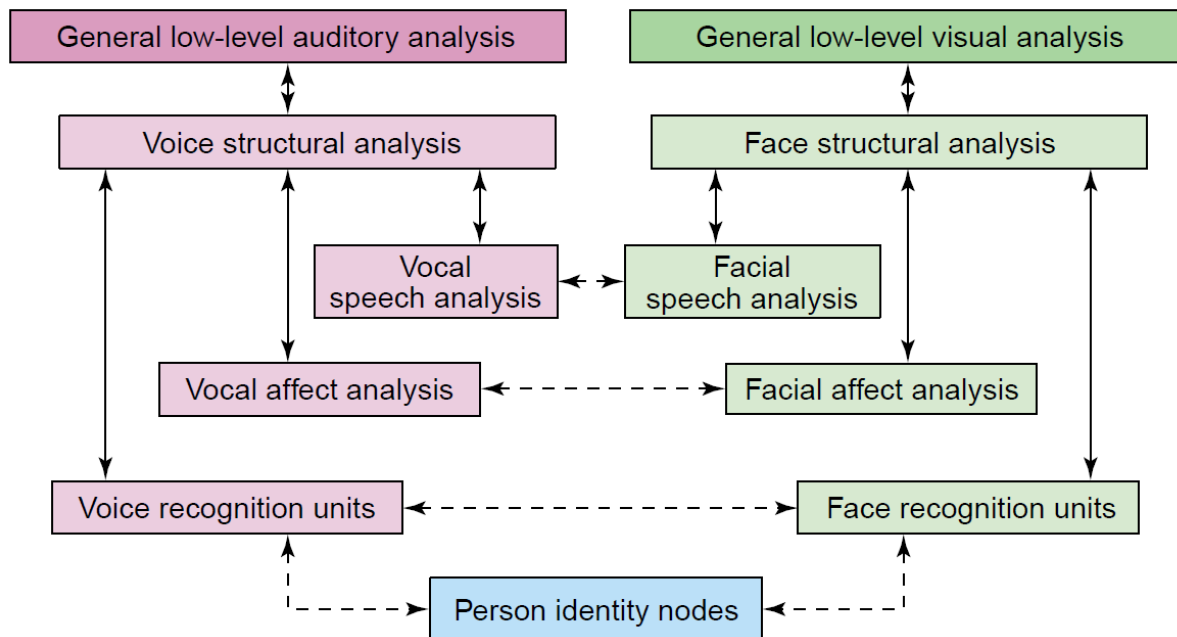 General low-level auditory analysis
General low-level visual analysis
Voice structural analysis
Face structural analysis
Vocal
speech analysis
Facial
speech analysis
Vocal affect analysis
Facial affect analysis
Voice recognition units
Face recognition units
Person identity nodes